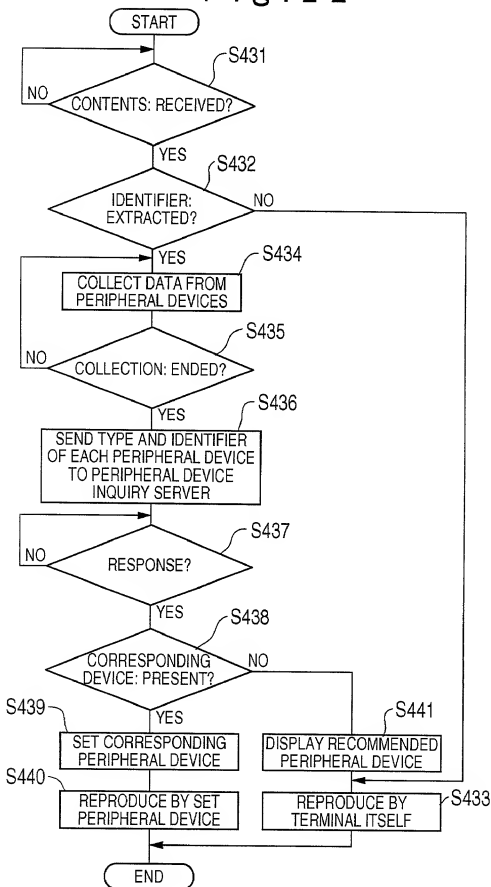 START
S431
NO
CONTENTS: RECEIVED?
YES
S432
IDENTIFIER:
EXTRACTED?
NO
YES
S434
COLLECT DATA FROM
PERIPHERAL DEVICES
S435
NO
COLLECTION: ENDED?
YES
S436
SEND TYPE AND IDENTIFIER
OF EACH PERIPHERAL DEVICE
TO PERIPHERAL DEVICE
INQUIRY SERVER
S437
NO
RESPONSE?
YES
S438
CORRESPONDING
DEVICE: PRESENT?
NO
YES
S439
SET CORRESPONDING
PERIPHERAL DEVICE
S441
DISPLAY RECOMMENDED
PERIPHERAL DEVICE
S440
REPRODUCE BY SET
PERIPHERAL DEVICE
REPRODUCE BY
TERMINAL ITSELF
S433
END